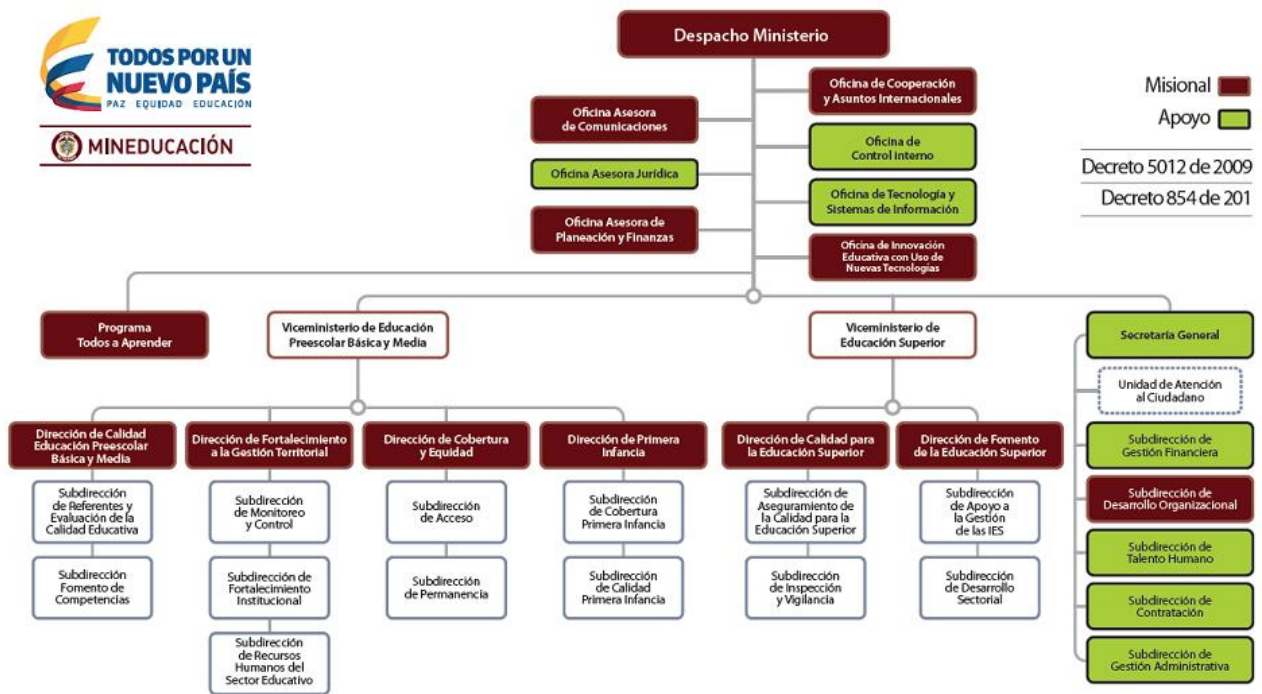 TODOS POR UN
NUEVO PAÍS
PAZ EQUIDAD EDUCACIÓN
MINEDUCACIÓN
Despacho Ministerio
Misional
Apoyo
Decreto 5012 de 2009
Decreto 854 de 201
Oficina Asesora
de Comunicaciones
Oficina Asesora Jurídica
Oficina Asesora de
Planeación y Finanzas
Oficina de Cooperación
y Asuntos Internacionales
Oficina de
Control interno
Oficina de Tecnología y
Sistemas de Información
Oficina de Innovación
Educativa con Uso de
Nuevas Tecnologías
Programa
Todos a Aprender
Viceministerio de Educación
Preescolar Básica y Media
Viceministerio de
Educación Superior
Secretaría General
Dirección de Calidad
Educación Preescolar
Básica y Media
Subdirección
de Referentes y
Evaluación de la
Calidad Educativa
Subdirección
Fomento de
Competencias
Dirección de Fortalecimiento
a la Gestión Territorial
Subdirección
de Monitoreo
y Control
Subdirección de
Fortalecimiento
Institucional
Subdirección
de Recursos
Humanos del
Sector Educativo
Dirección de Cobertura
y Equidad
Subdirección
de Acceso
Subdirección
de Permanencia
Dirección de Primera
Infancia
Subdirección
de Cobertura
Primera Infancia
Subdirección
de Calidad
Primera Infancia
Dirección de Calidad para
la Educación Superior
Subdirección de
Aseguramiento de
la Calidad para la
Educación Superior
Subdirección
de Inspección
y Vigilancia
Dirección de Fomento
de la Educación Superior
Subdirección
de Apoyo a
la Gestión
de las IES
Subdirección
de Desarrollo
Sectorial
Unidad de Atención
al Ciudadano
Subdirección de
Gestión Financiera
Subdirección de
Desarrollo Organizacional
Subdirección de
Talento Humano
Subdirección de
Contratación
Subdirección de
Gestión Administrativa